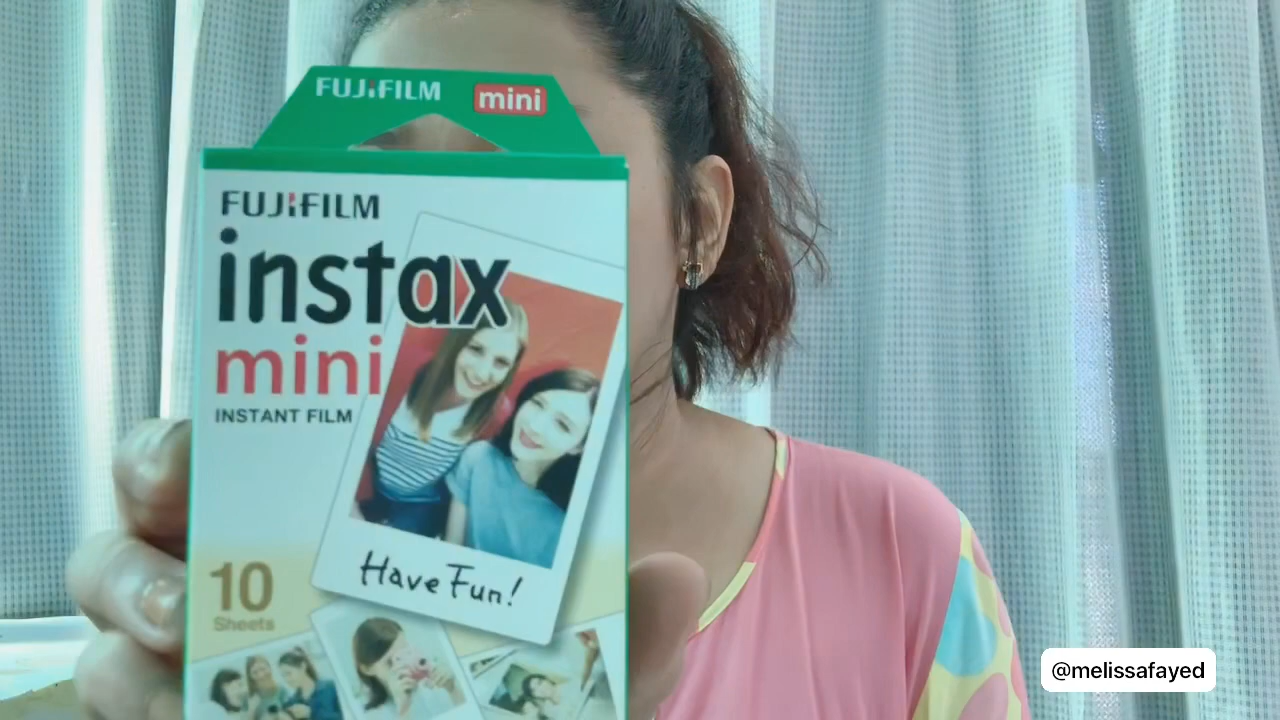 FUJIFILM mini
FUJIFILM
instax
mini
INSTANT FILM
Have Fun!
10
Sheets
@melissafayed